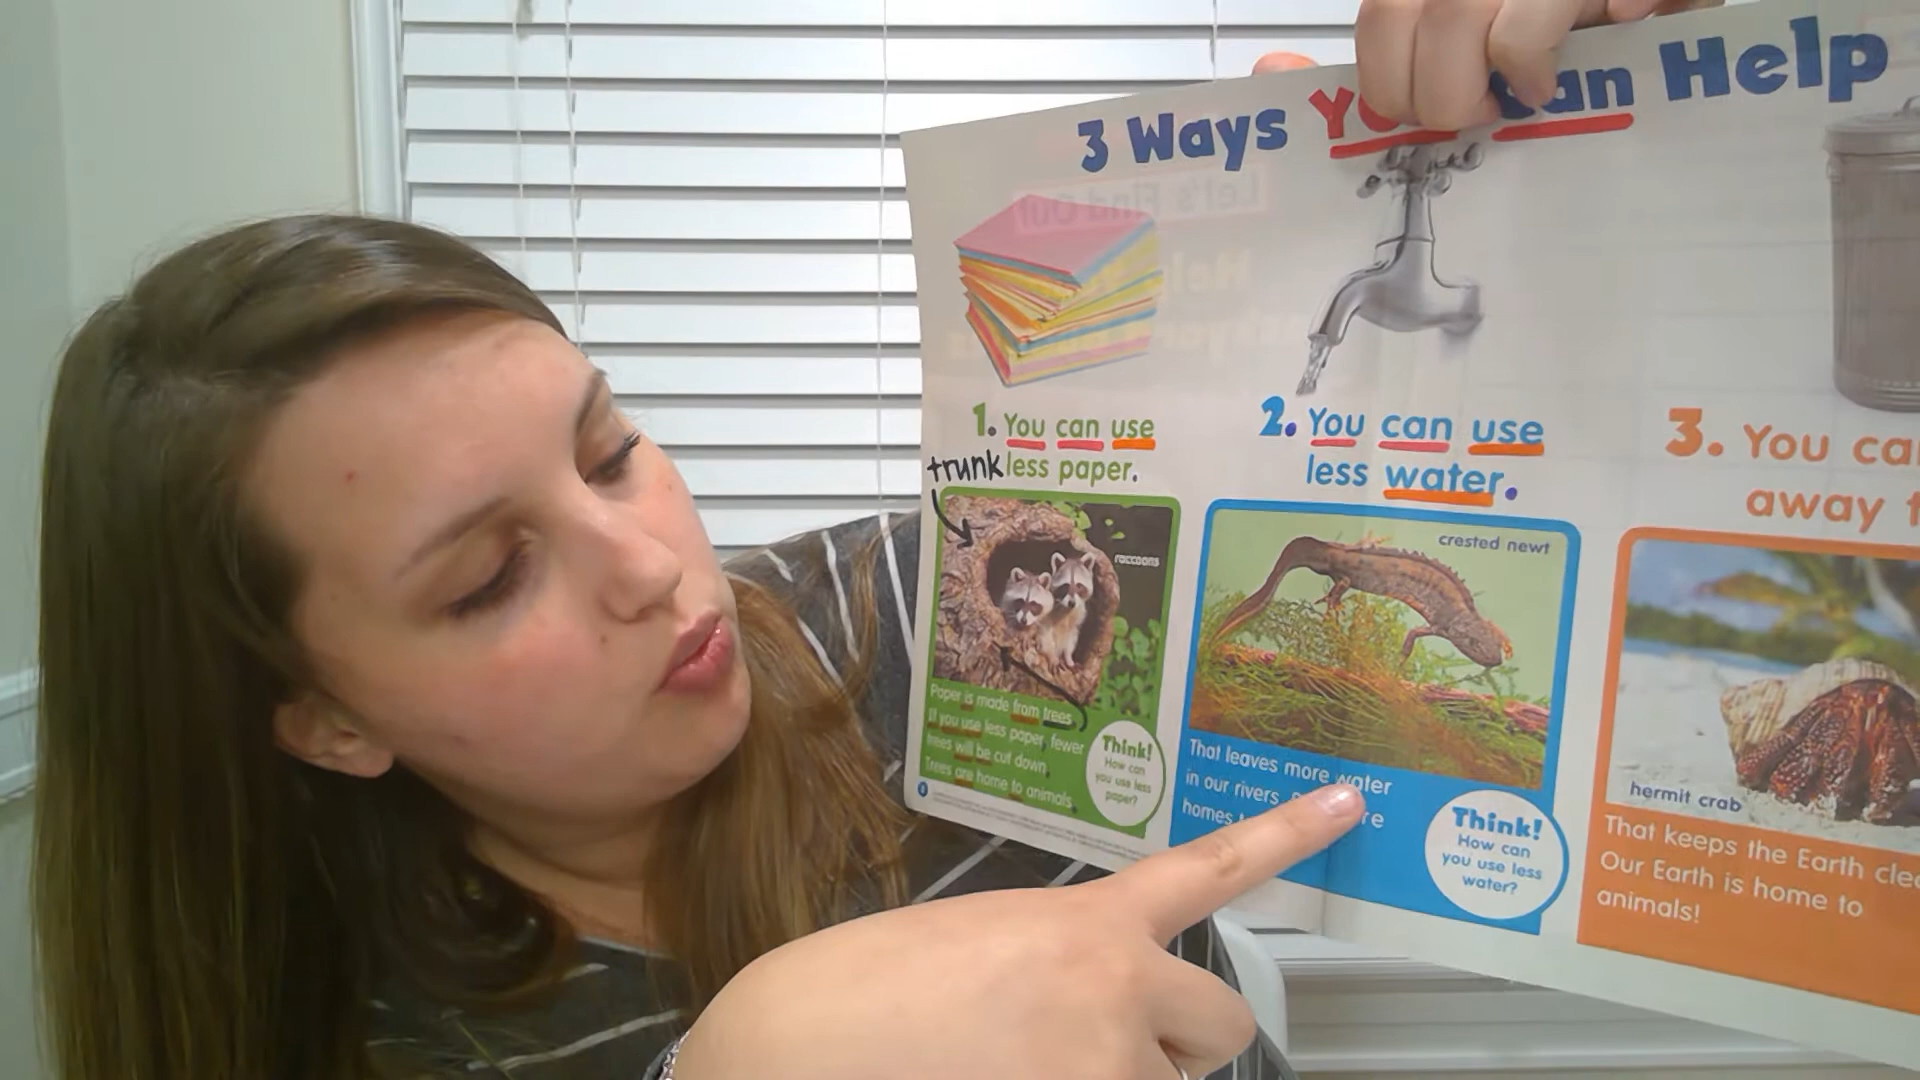 3 Ways You can Help
1. You can use
less paper.
trunk
raccoons
Paper is made from trees.
If you use less paper, fewer
trees will be cut down.
Trees are home to animals.
Think!
How can
you use less
paper?
2. You can use
less water.
crested newt
That leaves more water
in our rivers
homes
Think!
How can
you use less
water?
3. You
away
hermit crab
That keeps the Earth
Our Earth is home to
animals!
Let's Find Out